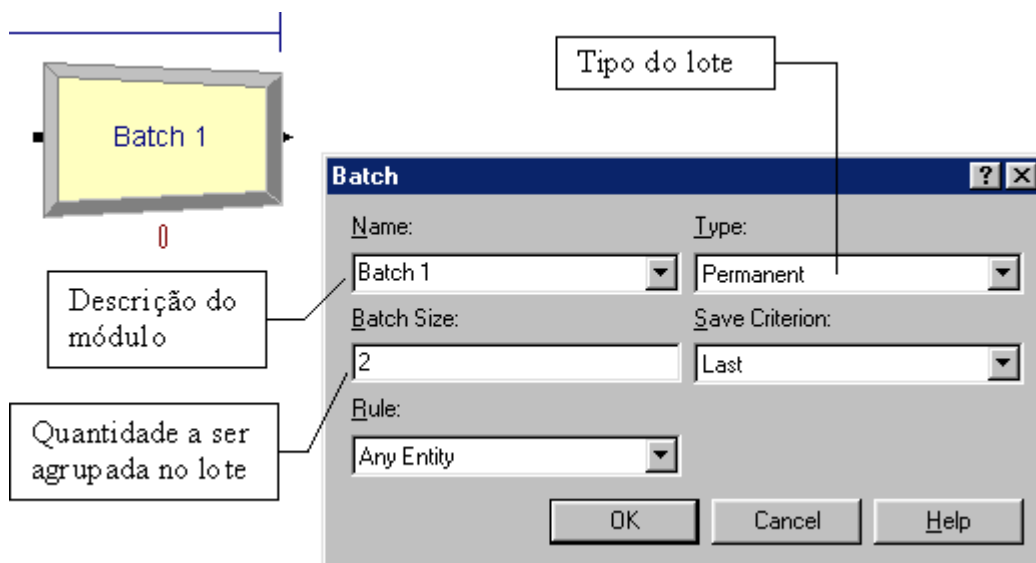 Tipo do lote
Batch 1
0
Batch
Name:
Type:
Batch 1
Permanent
Descrição do
módulo
Batch Size:
Save Criterion:
2
Last
Rule:
Quantidade a ser
agrupada no lote
Any Entity
OK
Cancel
Help